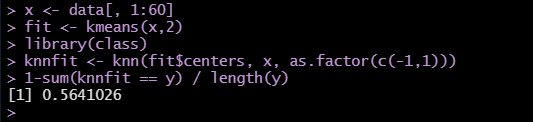 > x <- data[, 1:60]
> fit <- kmeans(x,2)
> library(class)
> knnfit <- knn(fit$centers, x, as.factor(c(-1,1)))
> 1-sum(knnfit == y) / length(y)
[1] 0.5641026
>